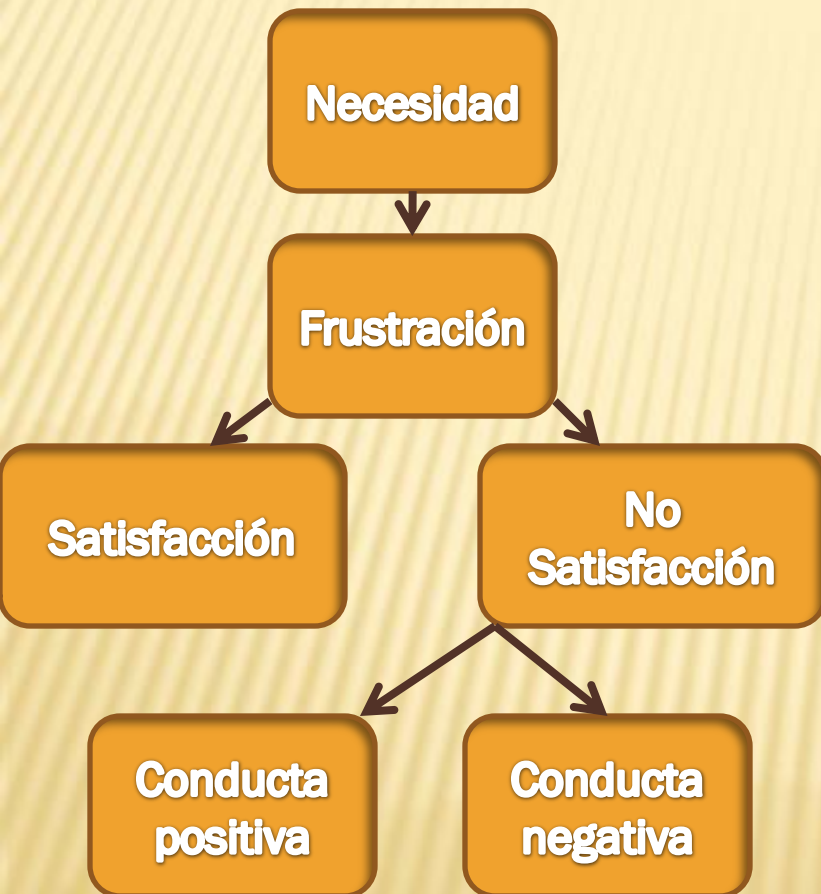 Necesidad
Frustración
Satisfacción
No
Satisfacción
Conducta
positiva
Conducta
negativa